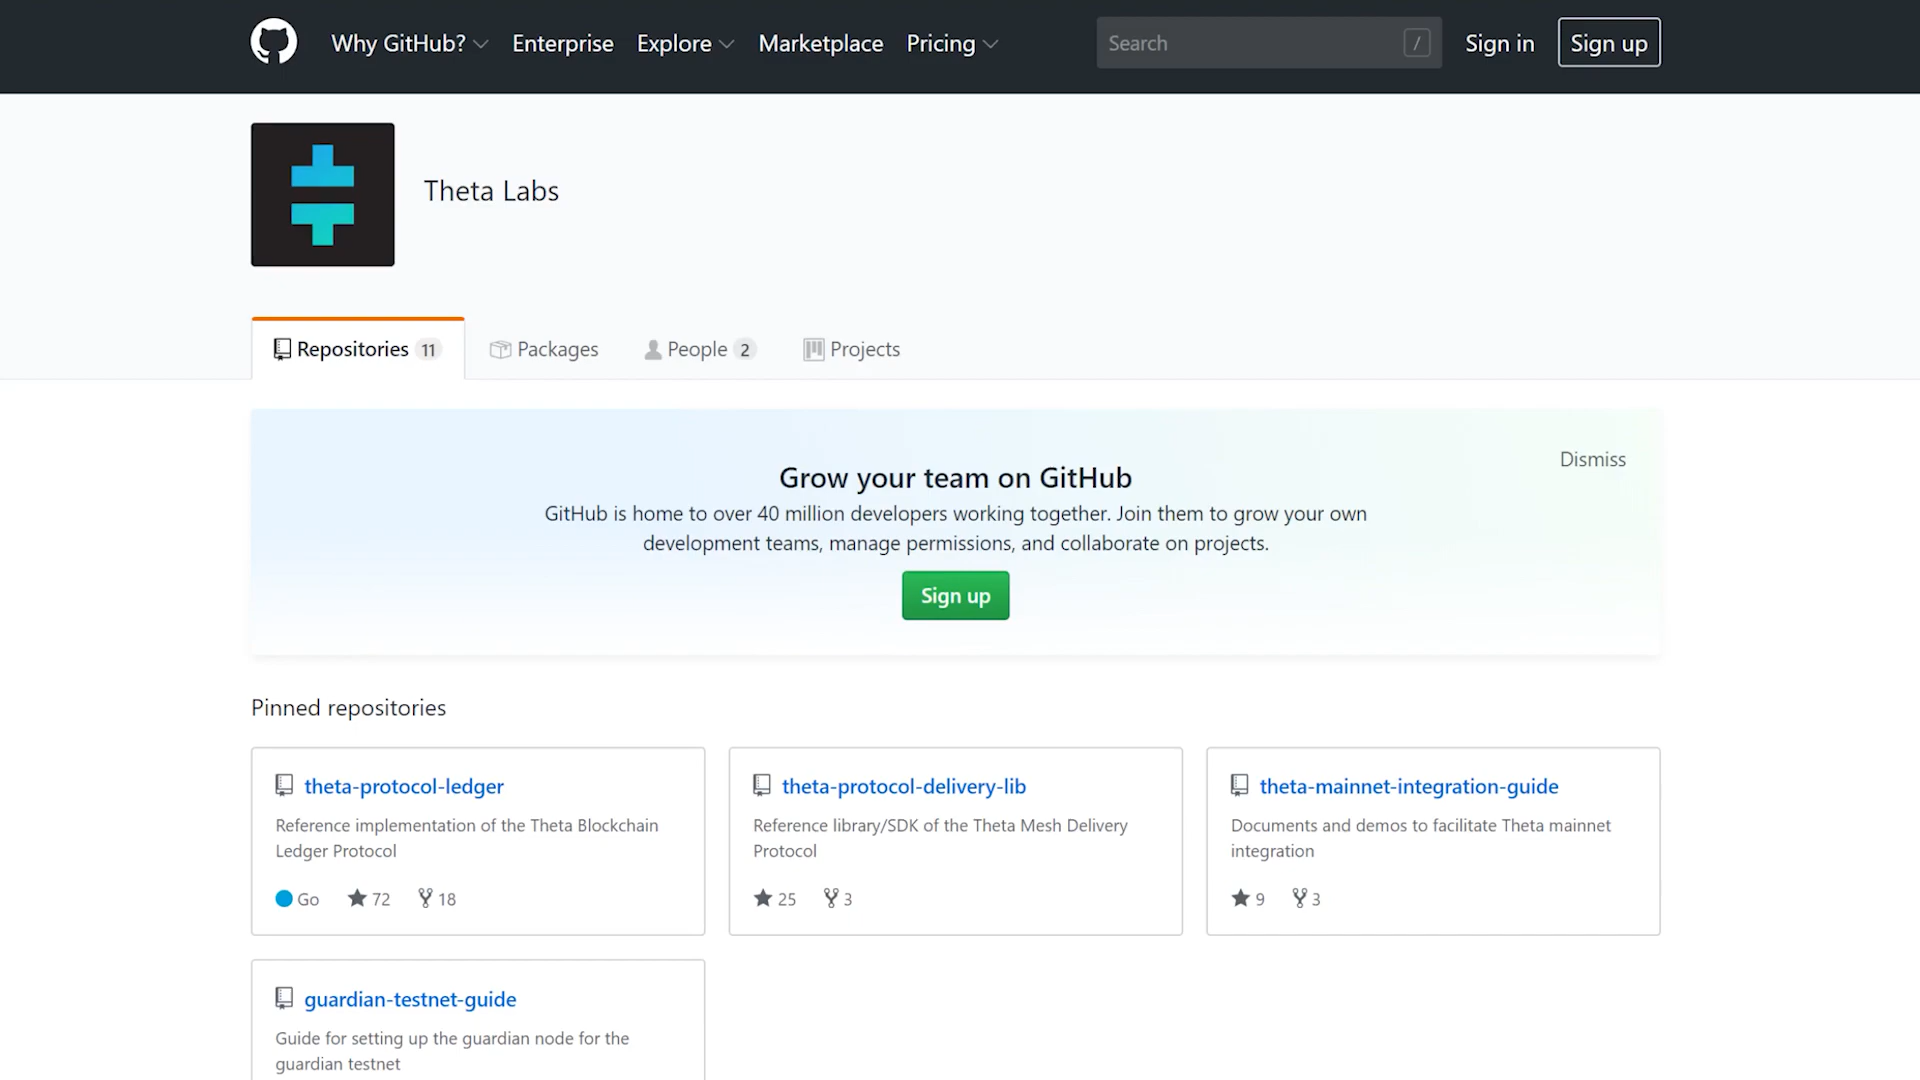 Why GitHub? Enterprise Explore Marketplace Pricing Search / Sign in Sign up
Theta Labs
Repositories 11 Packages People 2 Projects
Dismiss
Grow your team on GitHub
GitHub is home to over 40 million developers working together. Join them to grow your own
development teams, manage permissions, and collaborate on projects.
Sign up
Pinned repositories
theta-protocol-ledger
Reference implementation of the Theta Blockchain
Ledger Protocol
Go 72 18
theta-protocol-delivery-lib
Reference library/SDK of the Theta Mesh Delivery
Protocol
25 3
theta-mainnet-integration-guide
Documents and demos to facilitate Theta mainnet
integration
9 3
guardian-testnet-guide
Guide for setting up the guardian node for the
guardian testnet